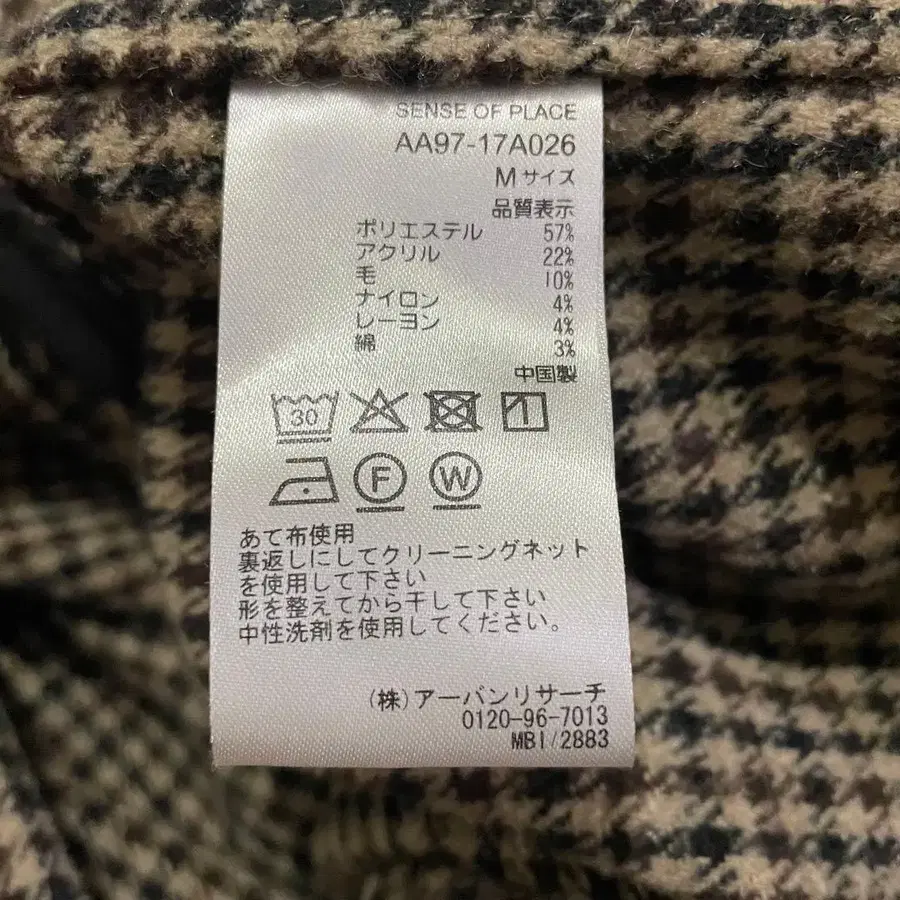 SENSE OF PLACE
AA97-17A026
Mサイズ
品質表示
ポリエステル 57%
アクリル 22%
毛 10%
ナイロン 4%
レーヨン 4%
綿 3%
中国製
30
F W
あて布使用
裏返しにしてクリーニングネット
を使用して下さい
形を整えてから干して下さい
中性洗剤を使用してください。
(株)アーバンリサーチ
0120-96-7013
MBI/2883